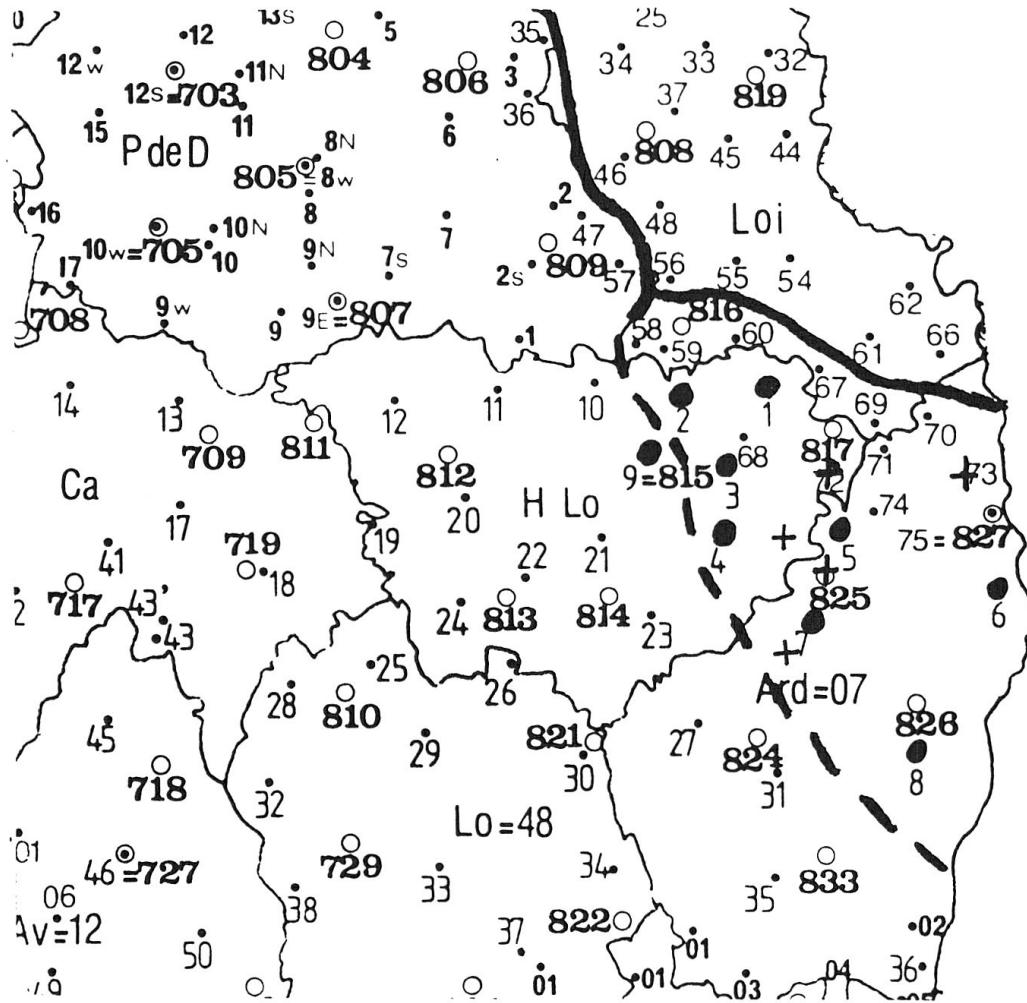 13S 5 35 25
12 804 34 33 32
12W 11N 806 3 819
12S=703 36 37
15 11 6 45 44
P de D 8N 808
805=8W 46
16 8 2 47 48 Loi
10N 7
10W=705 10 9N 7S 2S 809 57 56 55 54
17 62
708 9W 9 9E=807 1 58 816 60 61 66
59
14 13 12 11 10 2 1 67 69 70
709 811 817 71
812 9=815 68 73
Ca 20 H Lo 3 72 74
17 19 22 21 4 5 75=827
41 719 18
717 43' 24 813 814 23 825 6
2 43
25 26 7
28 810 Ard=07
45 29 821 27 824 826
718 32 30 31 8
Lo=48
01 46=727 729 33 34 35 833
06 38
Av=12 50 37 822 01 02
9 01 01 03 04 36
05